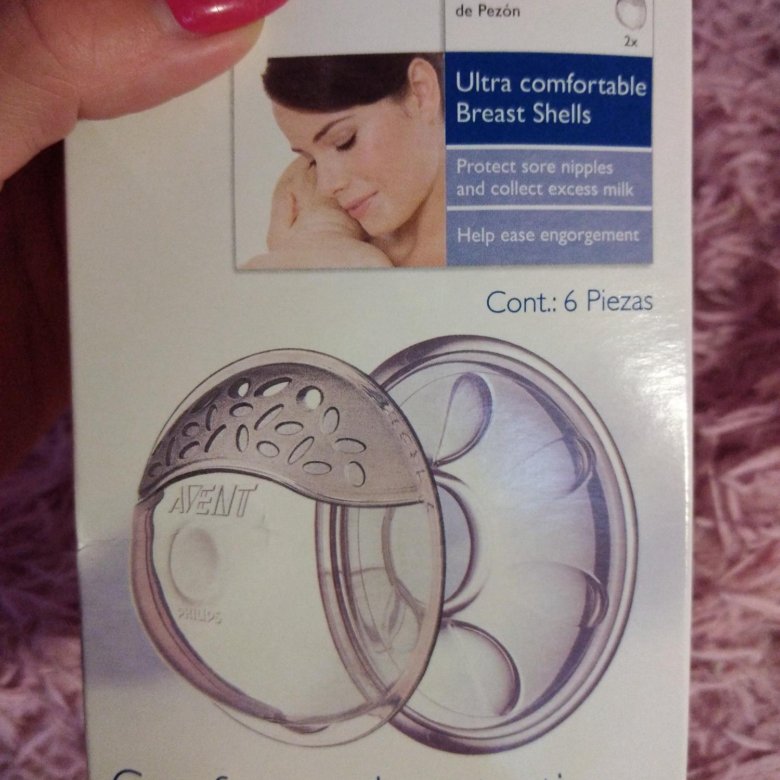 de Pezón
2x
Ultra comfortable
Breast Shells
Protect sore nipples
and collect excess milk
Help ease engorgement
Cont.: 6 Piezas
AVENT
PHILIPS